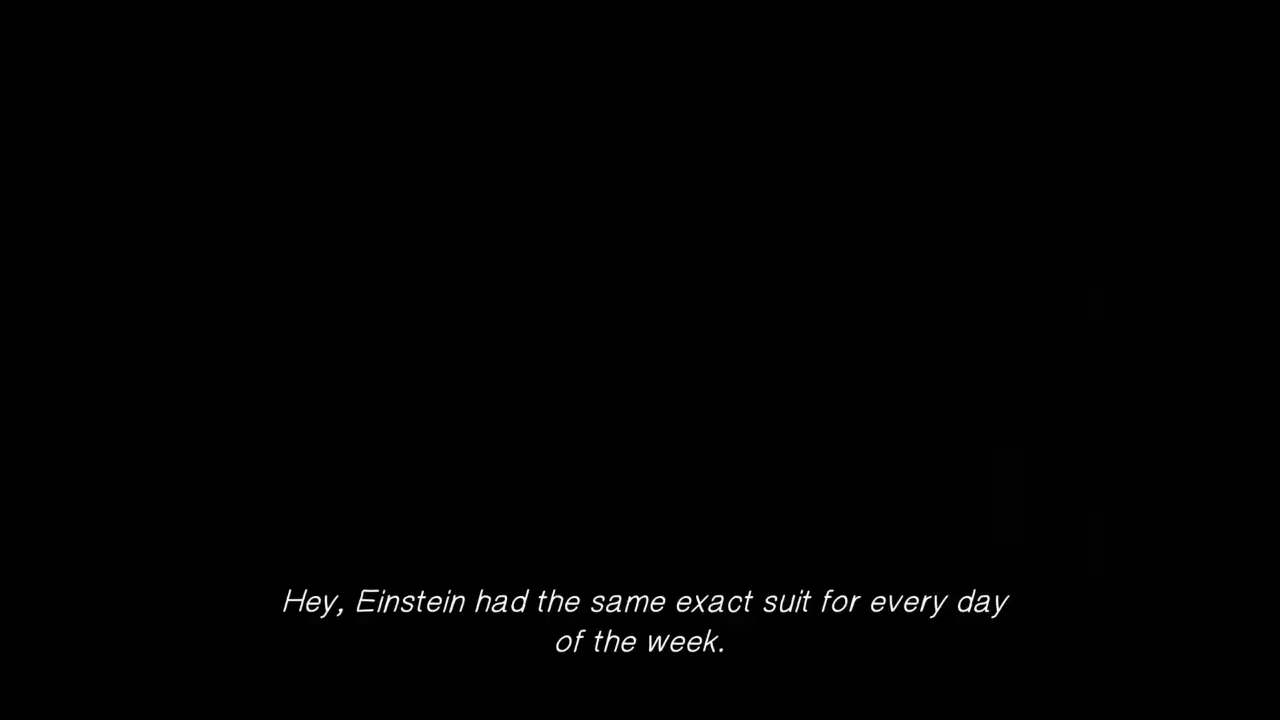 Hey, Einstein had the same exact suit for every day
of the week.